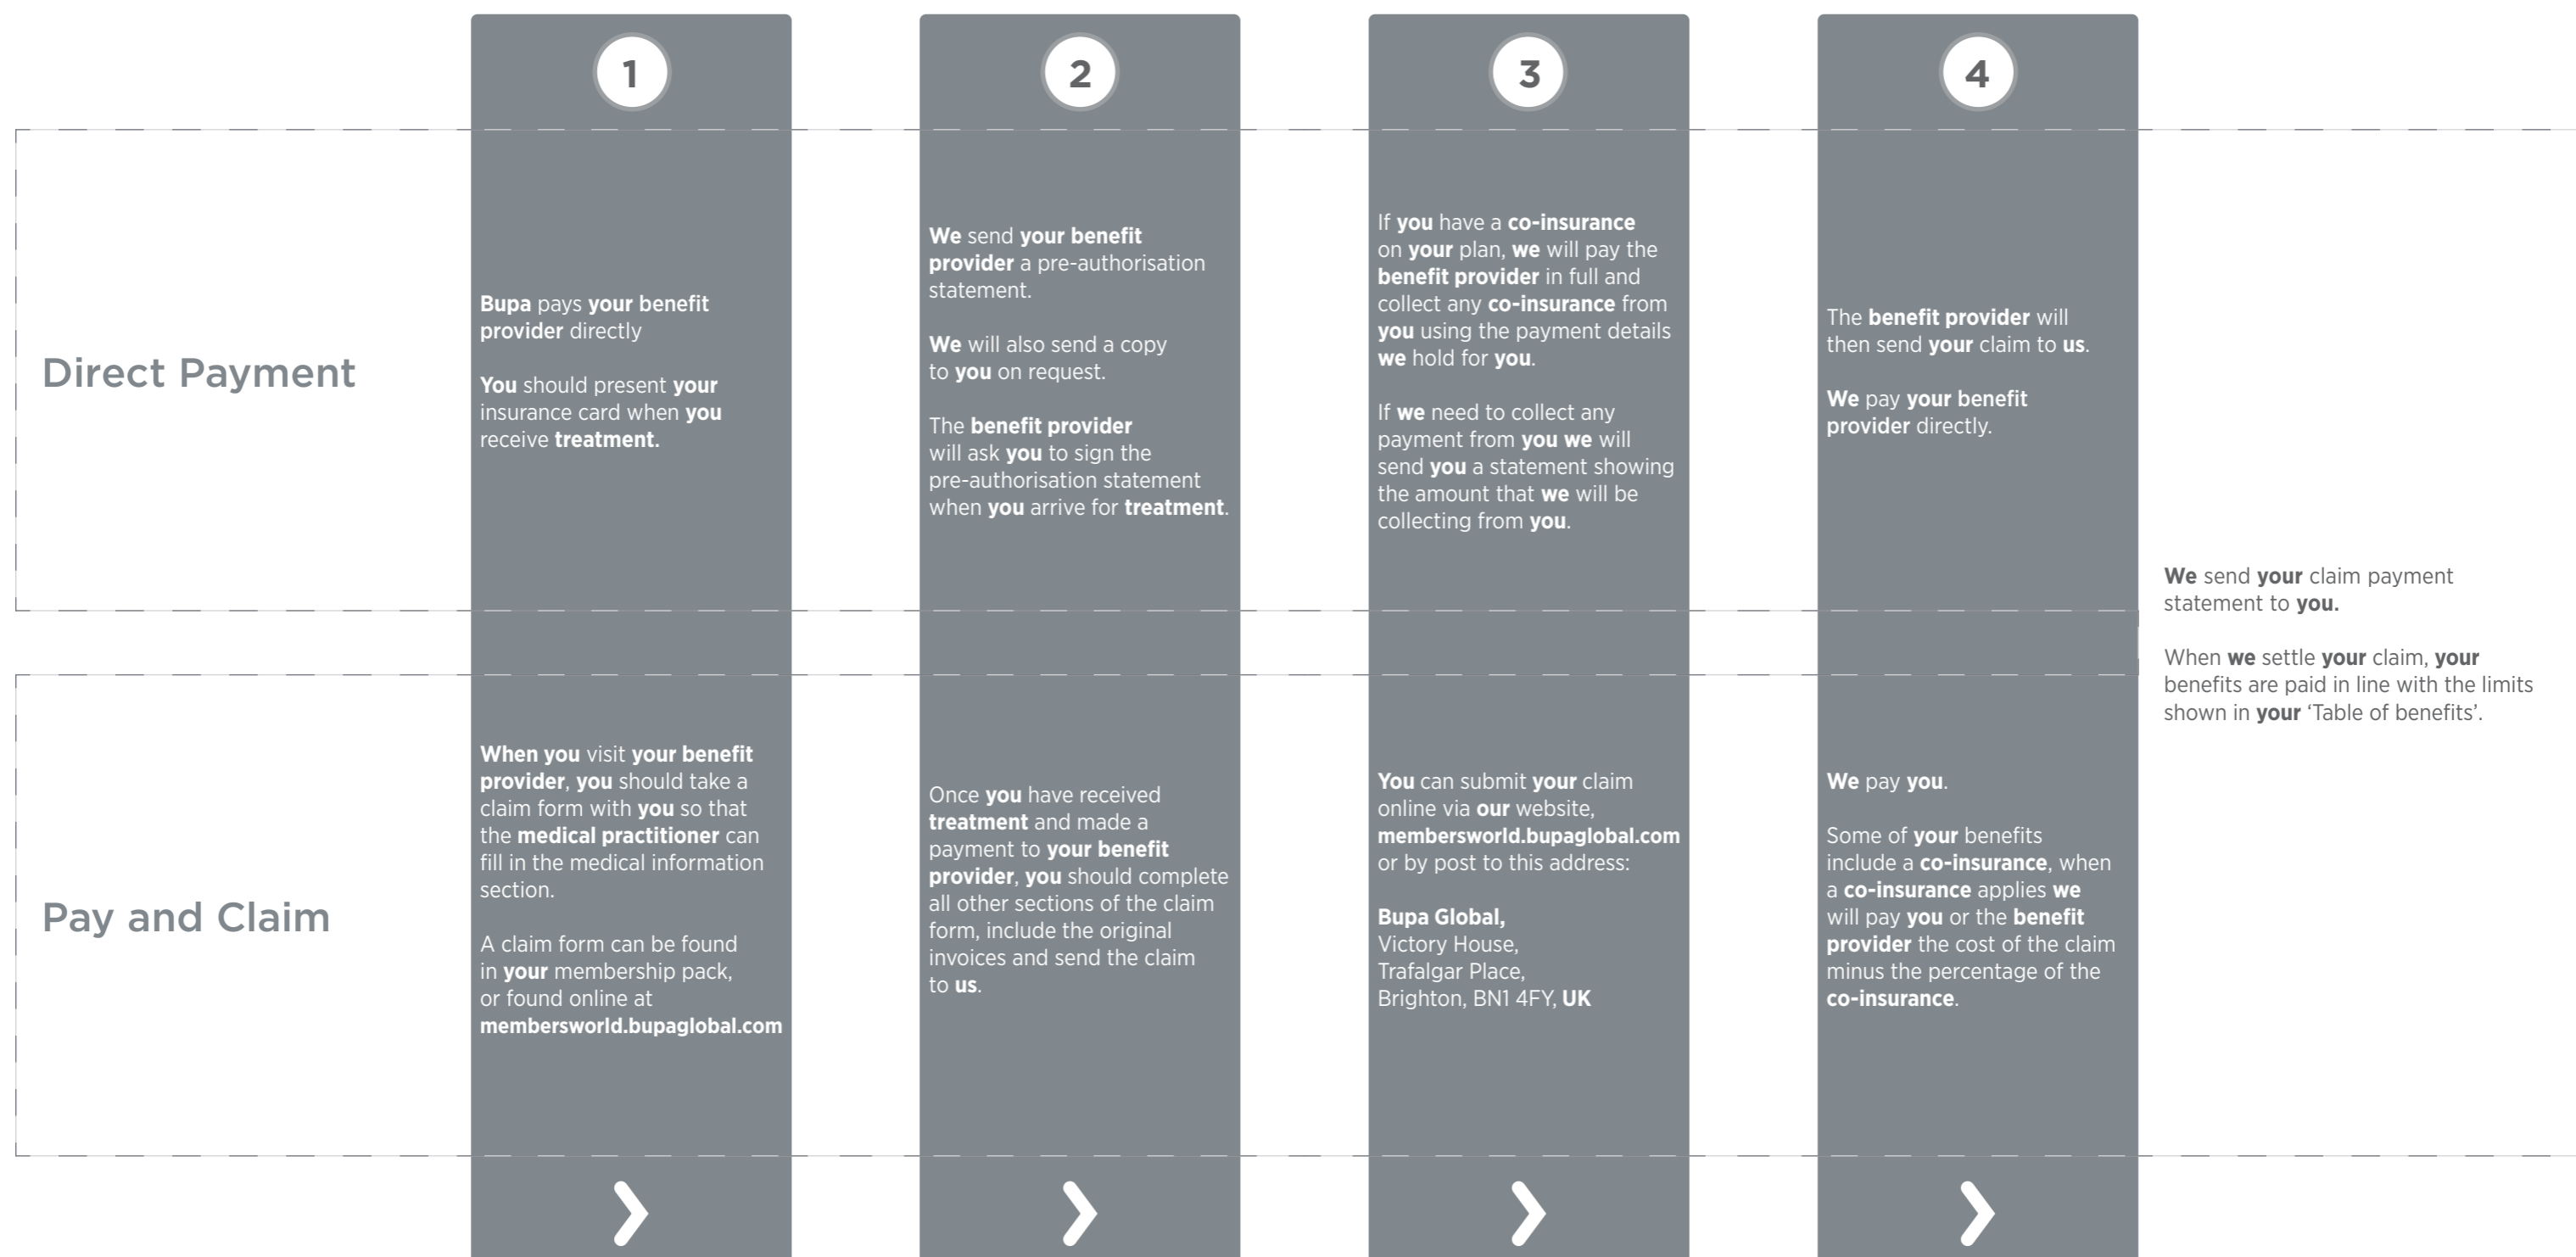 1
2
3
4
Direct Payment
Bupa pays your benefit
provider directly
You should present your
insurance card when you
receive treatment.
We send your benefit
provider a pre-authorisation
statement.
We will also send a copy
to you on request.
The benefit provider
will ask you to sign the
pre-authorisation statement
when you arrive for treatment.
If you have a co-insurance
on your plan, we will pay the
benefit provider in full and
collect any co-insurance from
you using the payment details
we hold for you.
If we need to collect any
payment from you we will
send you a statement showing
the amount that we will be
collecting from you.
The benefit provider will
then send your claim to us.
We pay your benefit
provider directly.
Pay and Claim
When you visit your benefit
provider, you should take a
claim form with you so that
the medical practitioner can
fill in the medical information
section.
A claim form can be found
in your membership pack,
or found online at
membersworld.bupaglobal.com
Once you have received
treatment and made a
payment to your benefit
provider, you should complete
all other sections of the claim
form, include the original
invoices and send the claim
to us.
You can submit your claim
online via our website,
membersworld.bupaglobal.com
or by post to this address:
Bupa Global,
Victory House,
Trafalgar Place,
Brighton, BN1 4FY, UK
We pay you.
Some of your benefits
include a co-insurance, when
a co-insurance applies we
will pay you or the benefit
provider the cost of the claim
minus the percentage of the
co-insurance.
We send your claim payment
statement to you.
When we settle your claim, your
benefits are paid in line with the limits
shown in your ‘Table of benefits’.